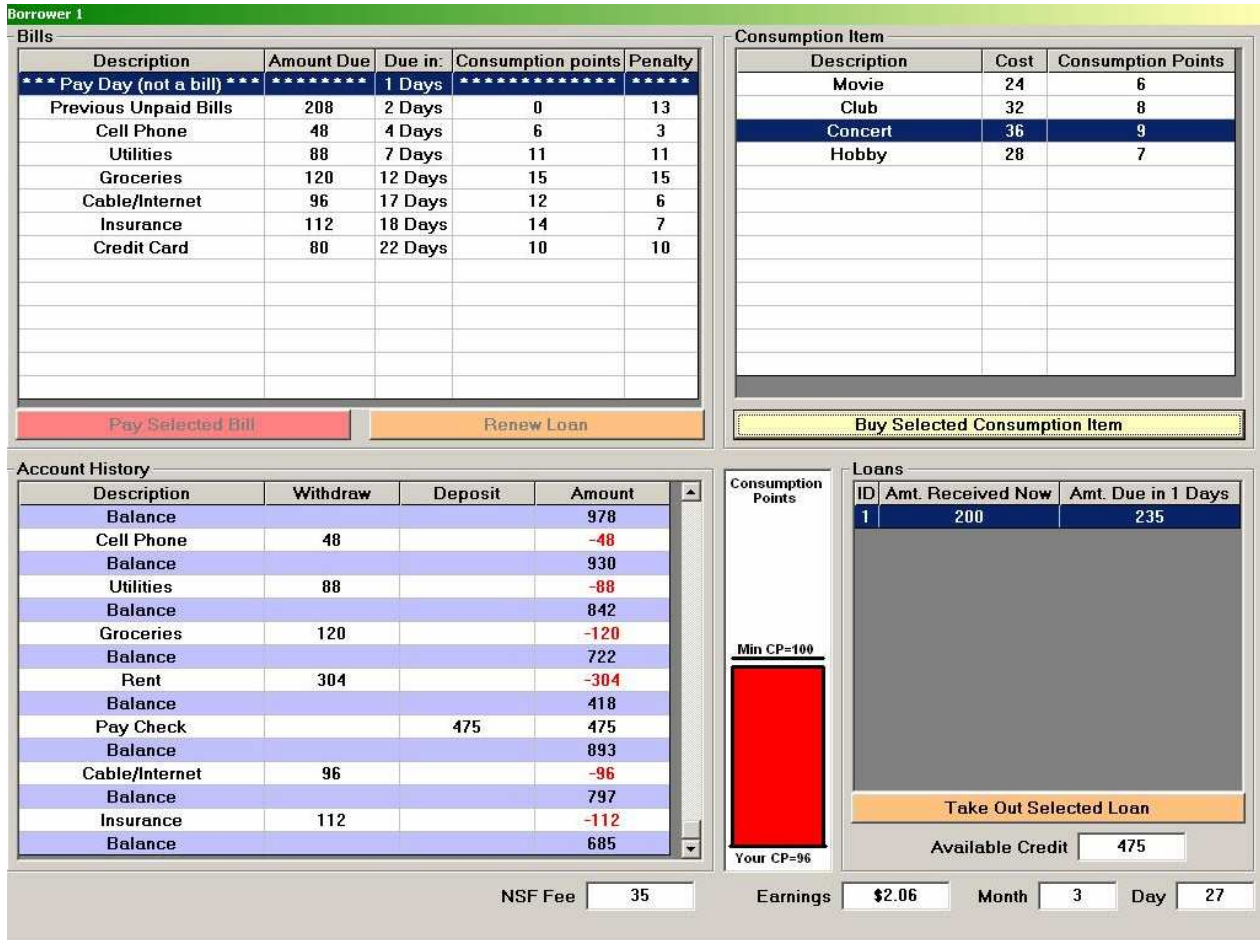 Borrower 1
Bills
Description Amount Due Due in: Consumption points Penalty
* * * Pay Day (not a bill) * * * * * * * * * * * 1 Days * * * * * * * * * * * * * * * * * *
Previous Unpaid Bills 208 2 Days 0 13
Cell Phone 48 4 Days 6 3
Utilities 88 7 Days 11 11
Groceries 120 12 Days 15 15
Cable/Internet 96 17 Days 12 6
Insurance 112 18 Days 14 7
Credit Card 80 22 Days 10 10
Pay Selected Bill Renew Loan
Consumption Item
Description Cost Consumption Points
Movie 24 6
Club 32 8
Concert 36 9
Hobby 28 7
Buy Selected Consumption Item
Account History
Description Withdraw Deposit Amount
Balance 978
Cell Phone 48 -48
Balance 930
Utilities 88 -88
Balance 842
Groceries 120 -120
Balance 722
Rent 304 -304
Balance 418
Pay Check 475 475
Balance 893
Cable/Internet 96 -96
Balance 797
Insurance 112 -112
Balance 685
Consumption
Points
Min CP=100
Your CP=96
Loans
ID Amt. Received Now Amt. Due in 1 Days
1 200 235
Take Out Selected Loan
Available Credit 475
NSF Fee 35 Earnings $2.06 Month 3 Day 27